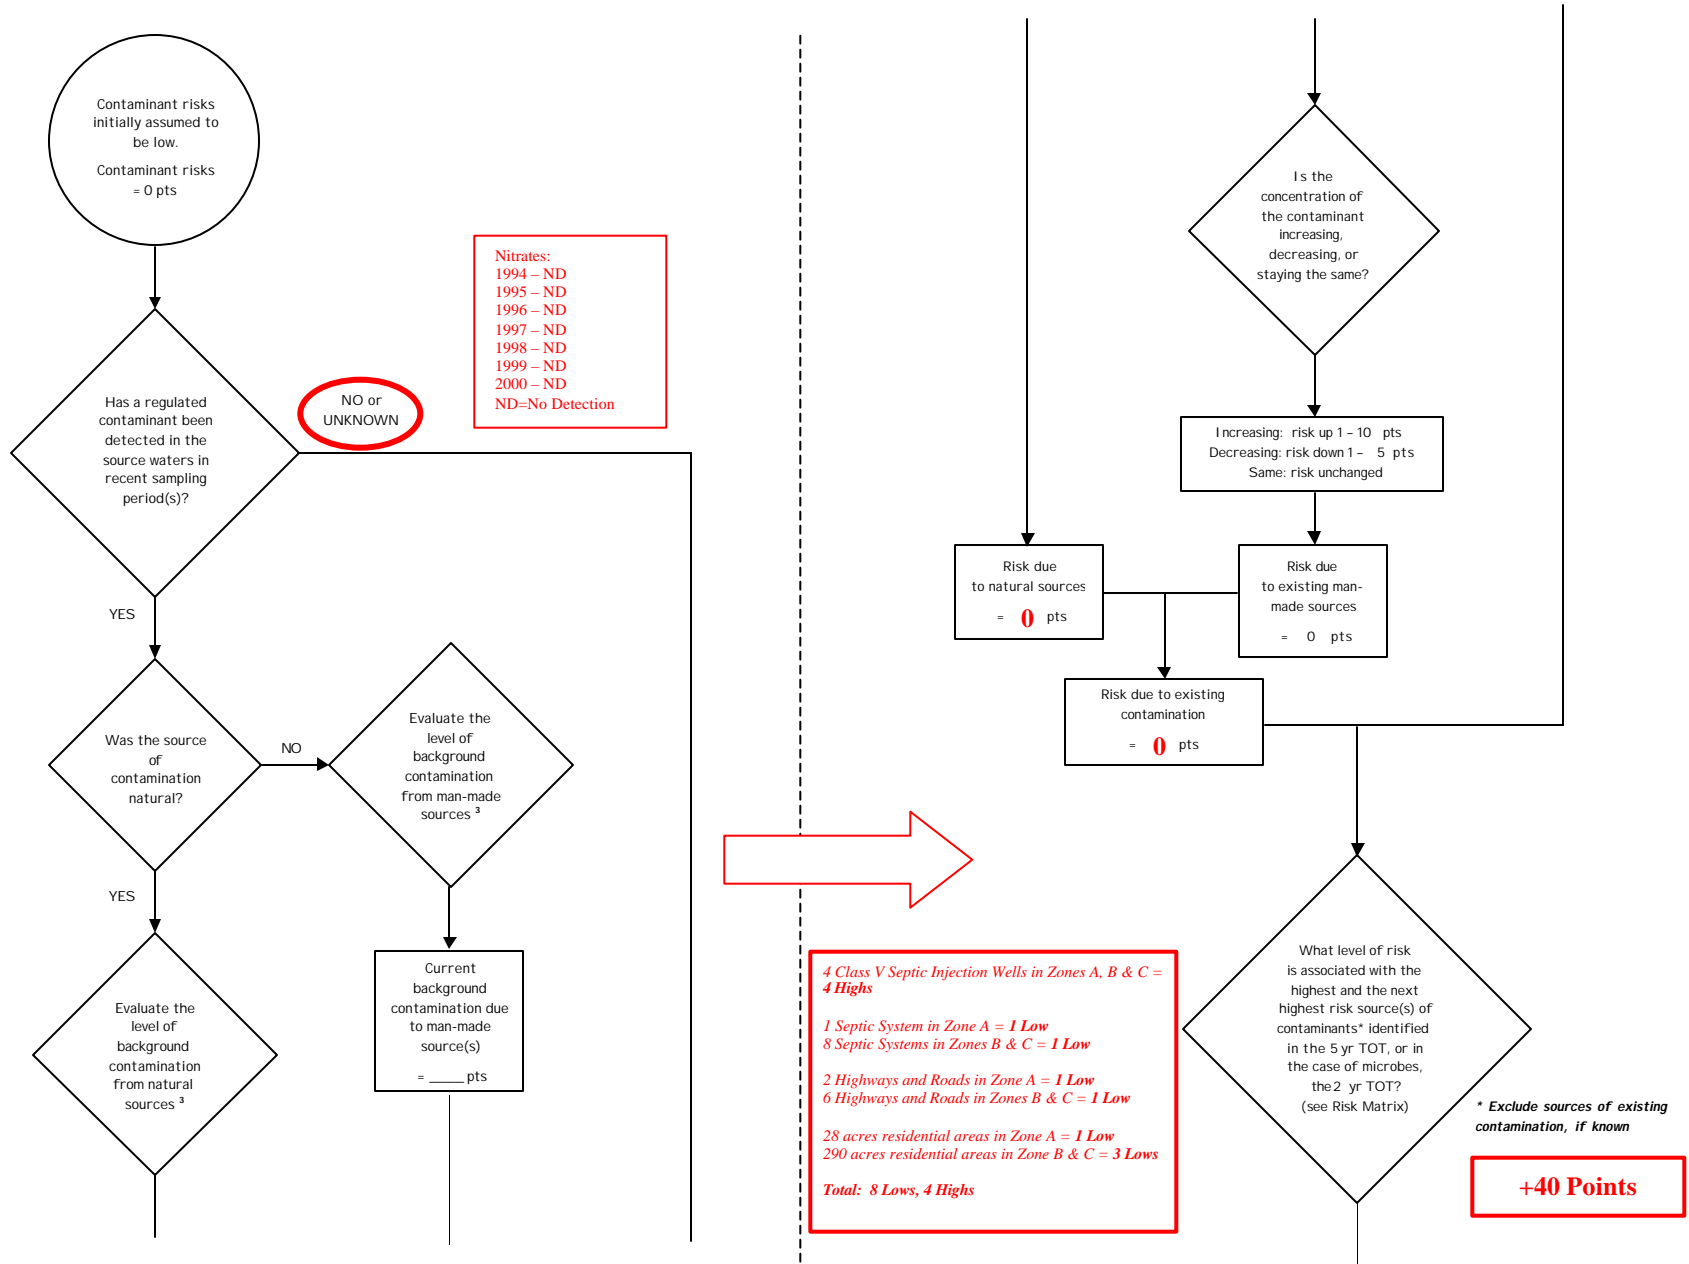 Contaminant risks
initially assumed to
be low.
Contaminant risks
= 0 pts
Nitrates:
1994 – ND
1995 – ND
1996 – ND
1997 – ND
1998 – ND
1999 – ND
2000 – ND
ND=No Detection
Has a regulated
contaminant been
detected in the
source waters in
recent sampling
period(s)?
NO or
UNKNOWN
YES
Was the source
of
contamination
natural?
NO
Evaluate the
level of
background
contamination
from man-made
sources ³
YES
Evaluate the
level of
background
contamination
from natural
sources ³
Current
background
contamination due
to man-made
source(s)
= _____ pts
Is the
concentration of
the contaminant
increasing,
decreasing, or
staying the same?
Increasing: risk up 1 – 10 pts
Decreasing: risk down 1 – 5 pts
Same: risk unchanged
Risk due
to natural sources
= 0 pts
Risk due
to existing man-
made sources
= 0 pts
Risk due to existing
contamination
= 0 pts
4 Class V Septic Injection Wells in Zones A, B & C =
4 Highs
1 Septic System in Zone A = 1 Low
8 Septic Systems in Zones B & C = 1 Low
2 Highways and Roads in Zone A = 1 Low
6 Highways and Roads in Zones B & C = 1 Low
28 acres residential areas in Zone A = 1 Low
290 acres residential areas in Zone B & C = 3 Lows
Total: 8 Lows, 4 Highs
What level of risk
is associated with the
highest and the next
highest risk source(s) of
contaminants* identified
in the 5 yr TOT, or in
the case of microbes,
the 2 yr TOT?
(see Risk Matrix)
* Exclude sources of existing
contamination, if known
+40 Points